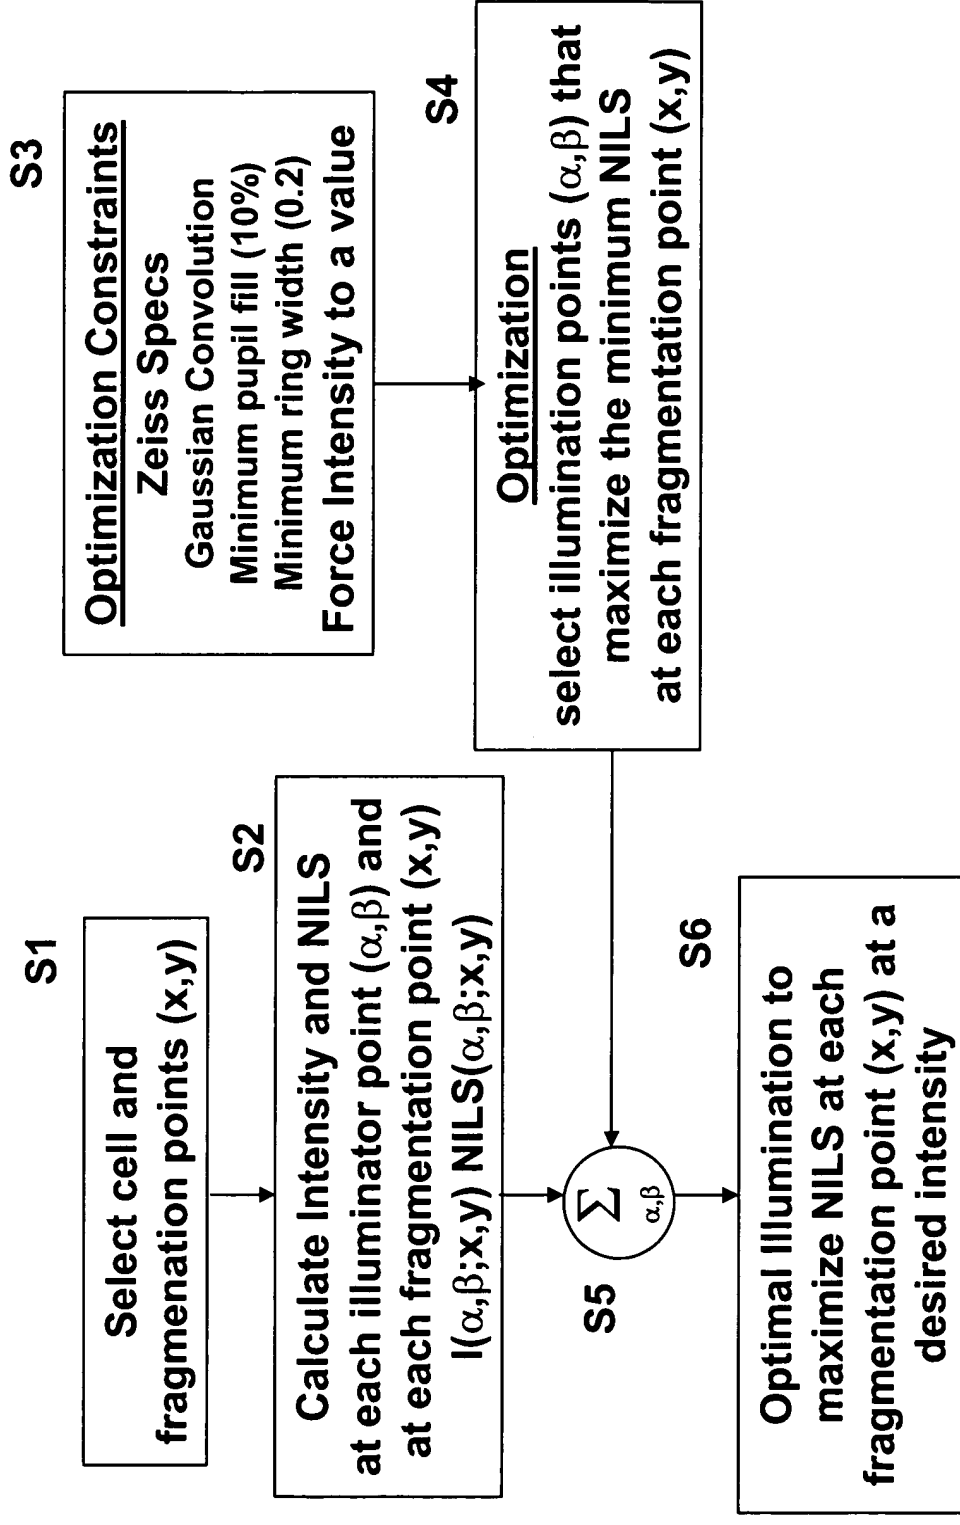 S1
Select cell and
fragmenation points (x,y)
S2
Calculate Intensity and NILS
at each illuminator point (α,β) and
at each fragmentation point (x,y)
I(α,β;x,y) NILS(α,β;x,y)
S3
Optimization Constraints
Zeiss Specs
Gaussian Convolution
Minimum pupil fill (10%)
Minimum ring width (0.2)
Force Intensity to a value
S4
Optimization
select illumination points (α,β) that
maximize the minimum NILS
at each fragmentation point (x,y)
S5
Σ
α,β
S6
Optimal Illumination to
maximize NILS at each
fragmentation point (x,y) at a
desired intensity